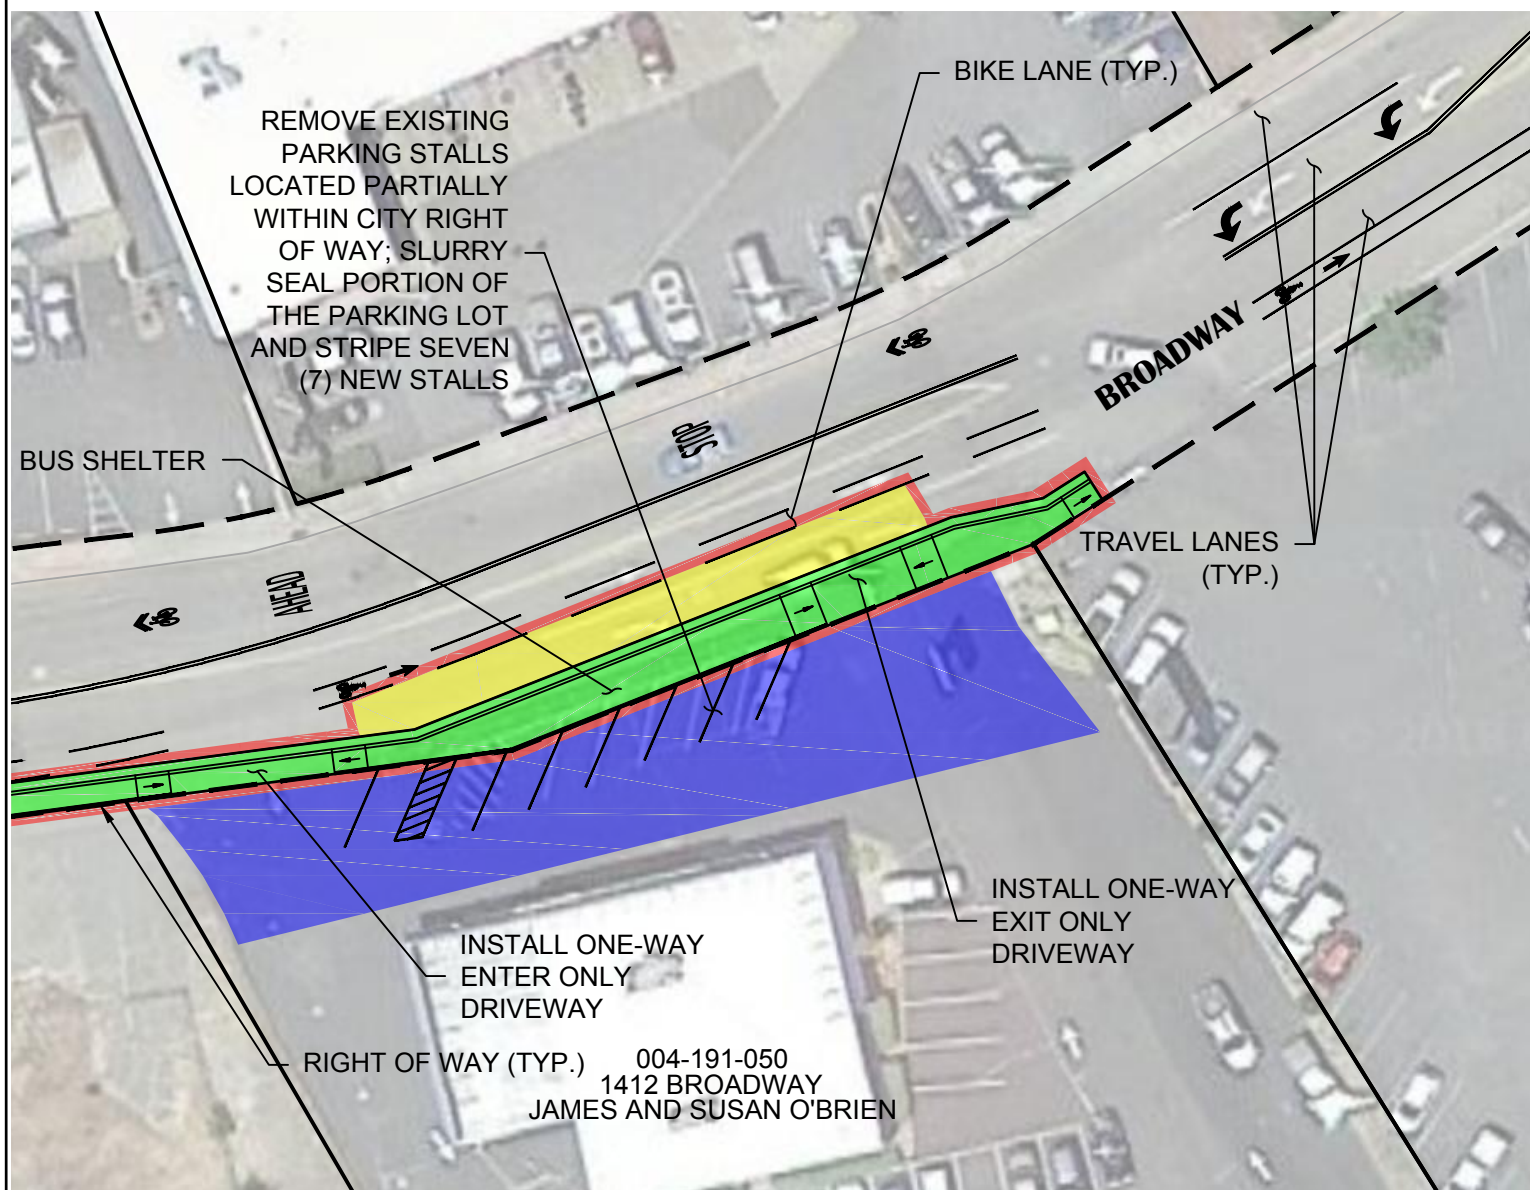 BIKE LANE (TYP.)
REMOVE EXISTING
PARKING STALLS
LOCATED PARTIALLY
WITHIN CITY RIGHT
OF WAY; SLURRY
SEAL PORTION OF
THE PARKING LOT
AND STRIPE SEVEN
(7) NEW STALLS
BROADWAY
STOP
BUS SHELTER
AHEAD
TRAVEL LANES
(TYP.)
INSTALL ONE-WAY
EXIT ONLY
DRIVEWAY
INSTALL ONE-WAY
ENTER ONLY
DRIVEWAY
RIGHT OF WAY (TYP.)
004-191-050
1412 BROADWAY
JAMES AND SUSAN O'BRIEN